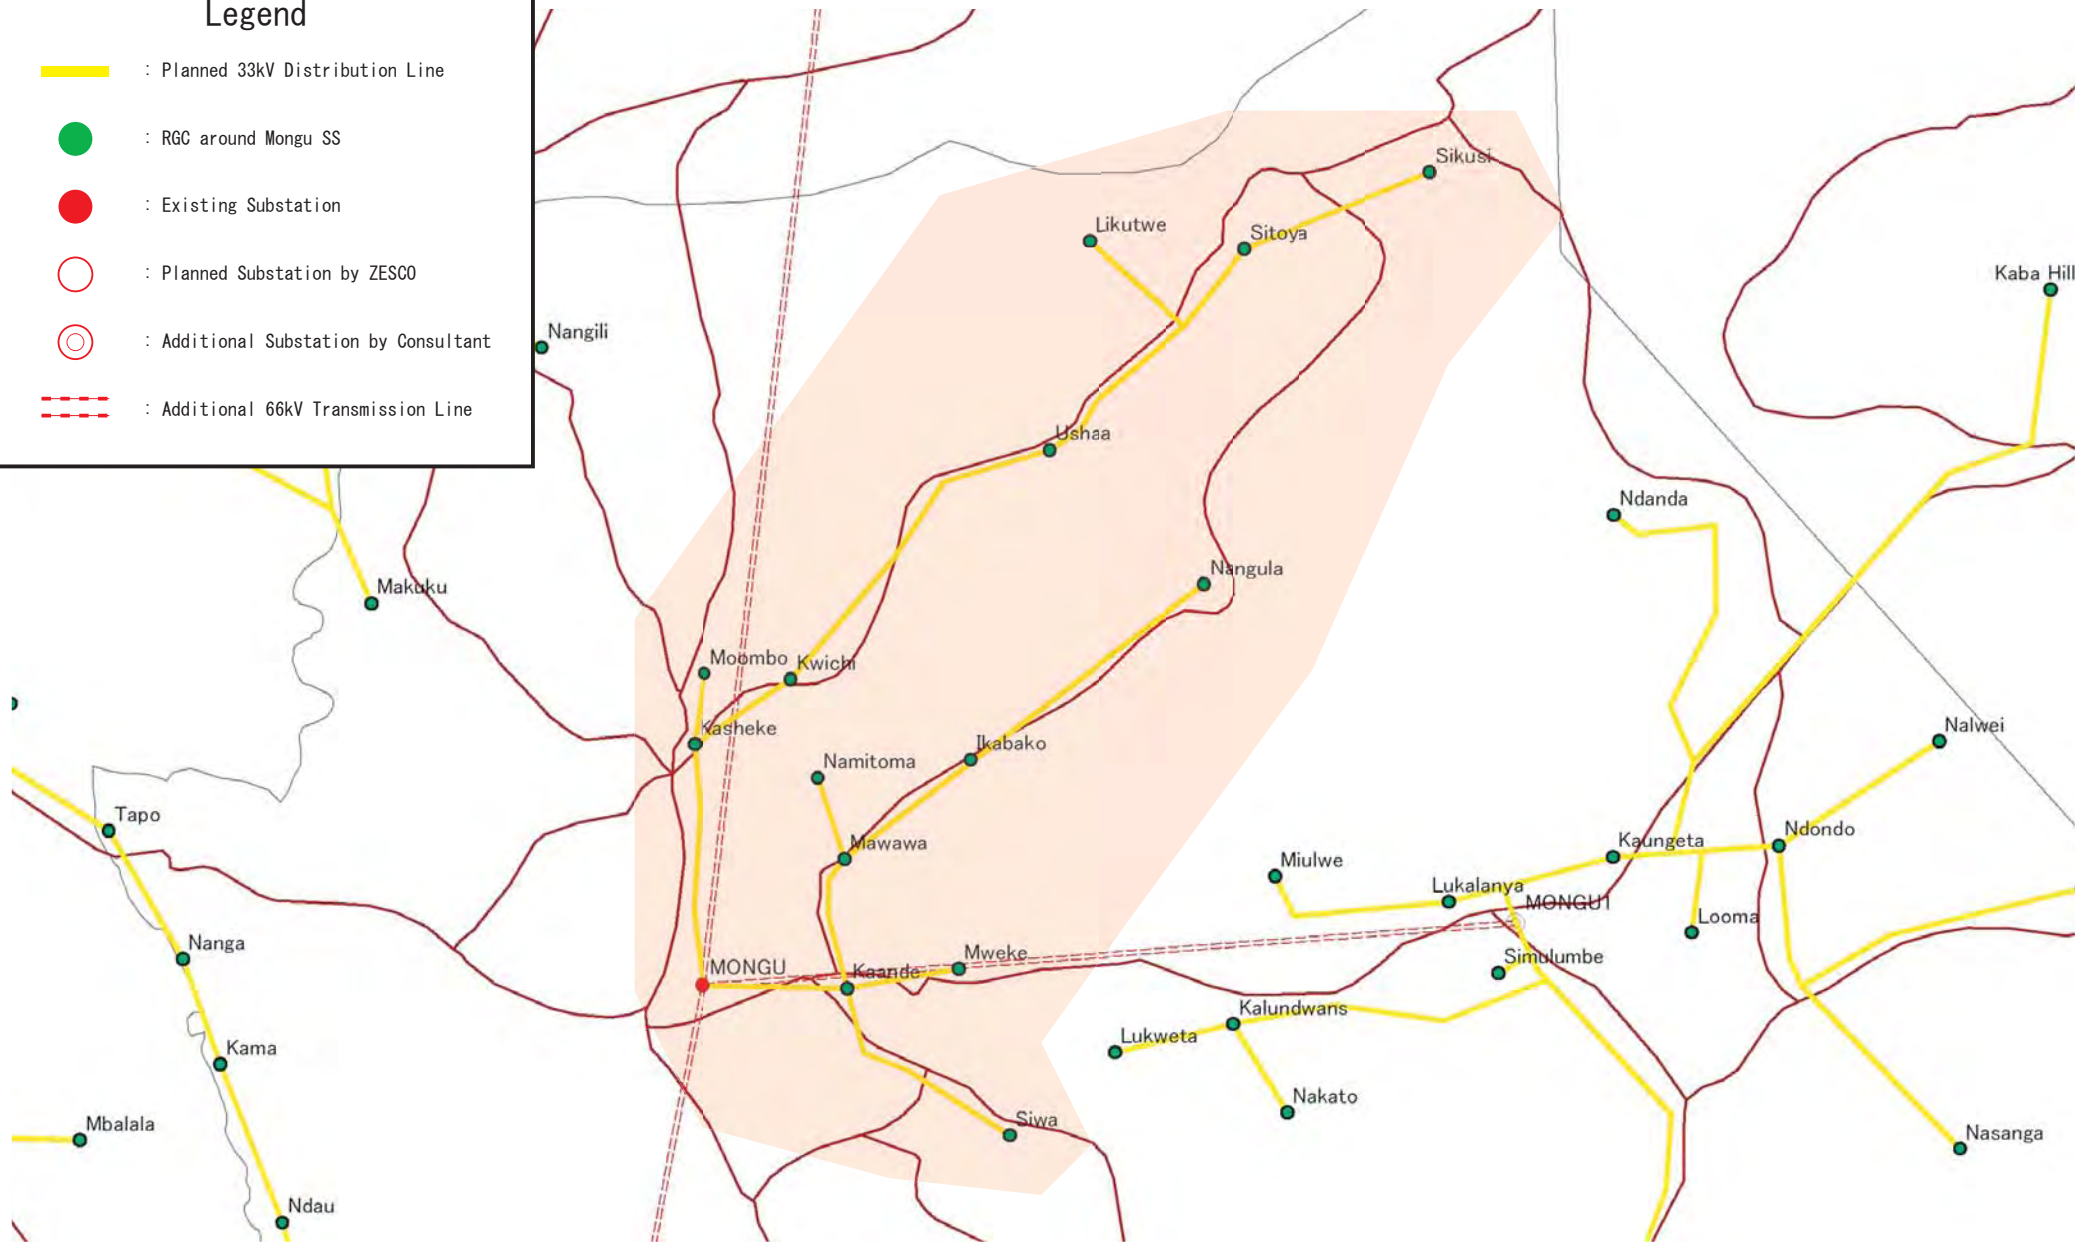 Legend
: Planned 33kV Distribution Line
: RGC around Mongu SS
: Existing Substation
: Planned Substation by ZESCO
: Additional Substation by Consultant
: Additional 66kV Transmission Line
Sikusi
Likutwe
Sitoya
Kaba Hill
Nangili
Ushaa
Ndanda
Nangula
Makuku
Moombo
Kwichi
Kasheke
Ikabako
Nalwei
Namitoma
Tapo
Mawawa
Kaungeta
Ndondo
Miulwe
Lukalanya
MONGU1
Looma
Nanga
Mweke
Simulumbe
MONGU
Kaande
Kalundwans
Lukweta
Kama
Nakato
Mbalala
Siwa
Nasanga
Ndau